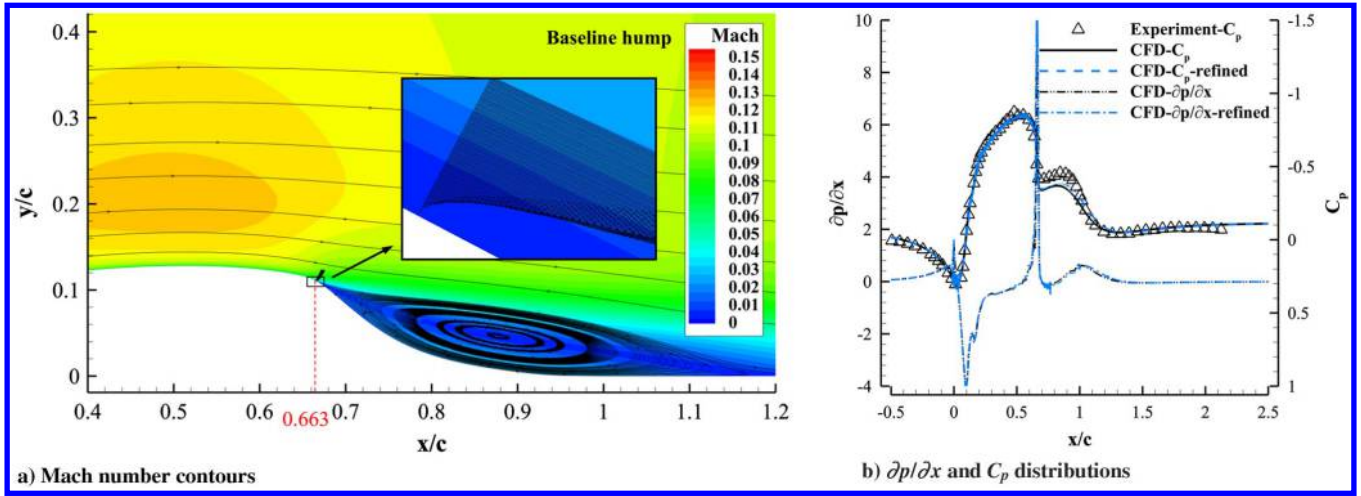 Baseline hump
Mach
0.15
0.14
0.13
0.12
0.11
0.1
0.09
0.08
0.07
0.06
0.05
0.04
0.03
0.02
0.01
0
y/c
0.4
0.3
0.2
0.1
0
0.4 0.5 0.6 0.7 0.8 0.9 1 1.1 1.2
0.663
x/c
a) Mach number contours
Experiment-Cp
CFD-Cp
CFD-Cp-refined
CFD-∂p/∂x
CFD-∂p/∂x-refined
∂p/∂x
10
8
6
4
2
0
-2
-4
Cp
-1.5
-1
-0.5
0
0.5
1
-0.5 0 0.5 1 1.5 2 2.5
x/c
b) ∂p/∂x and Cp distributions